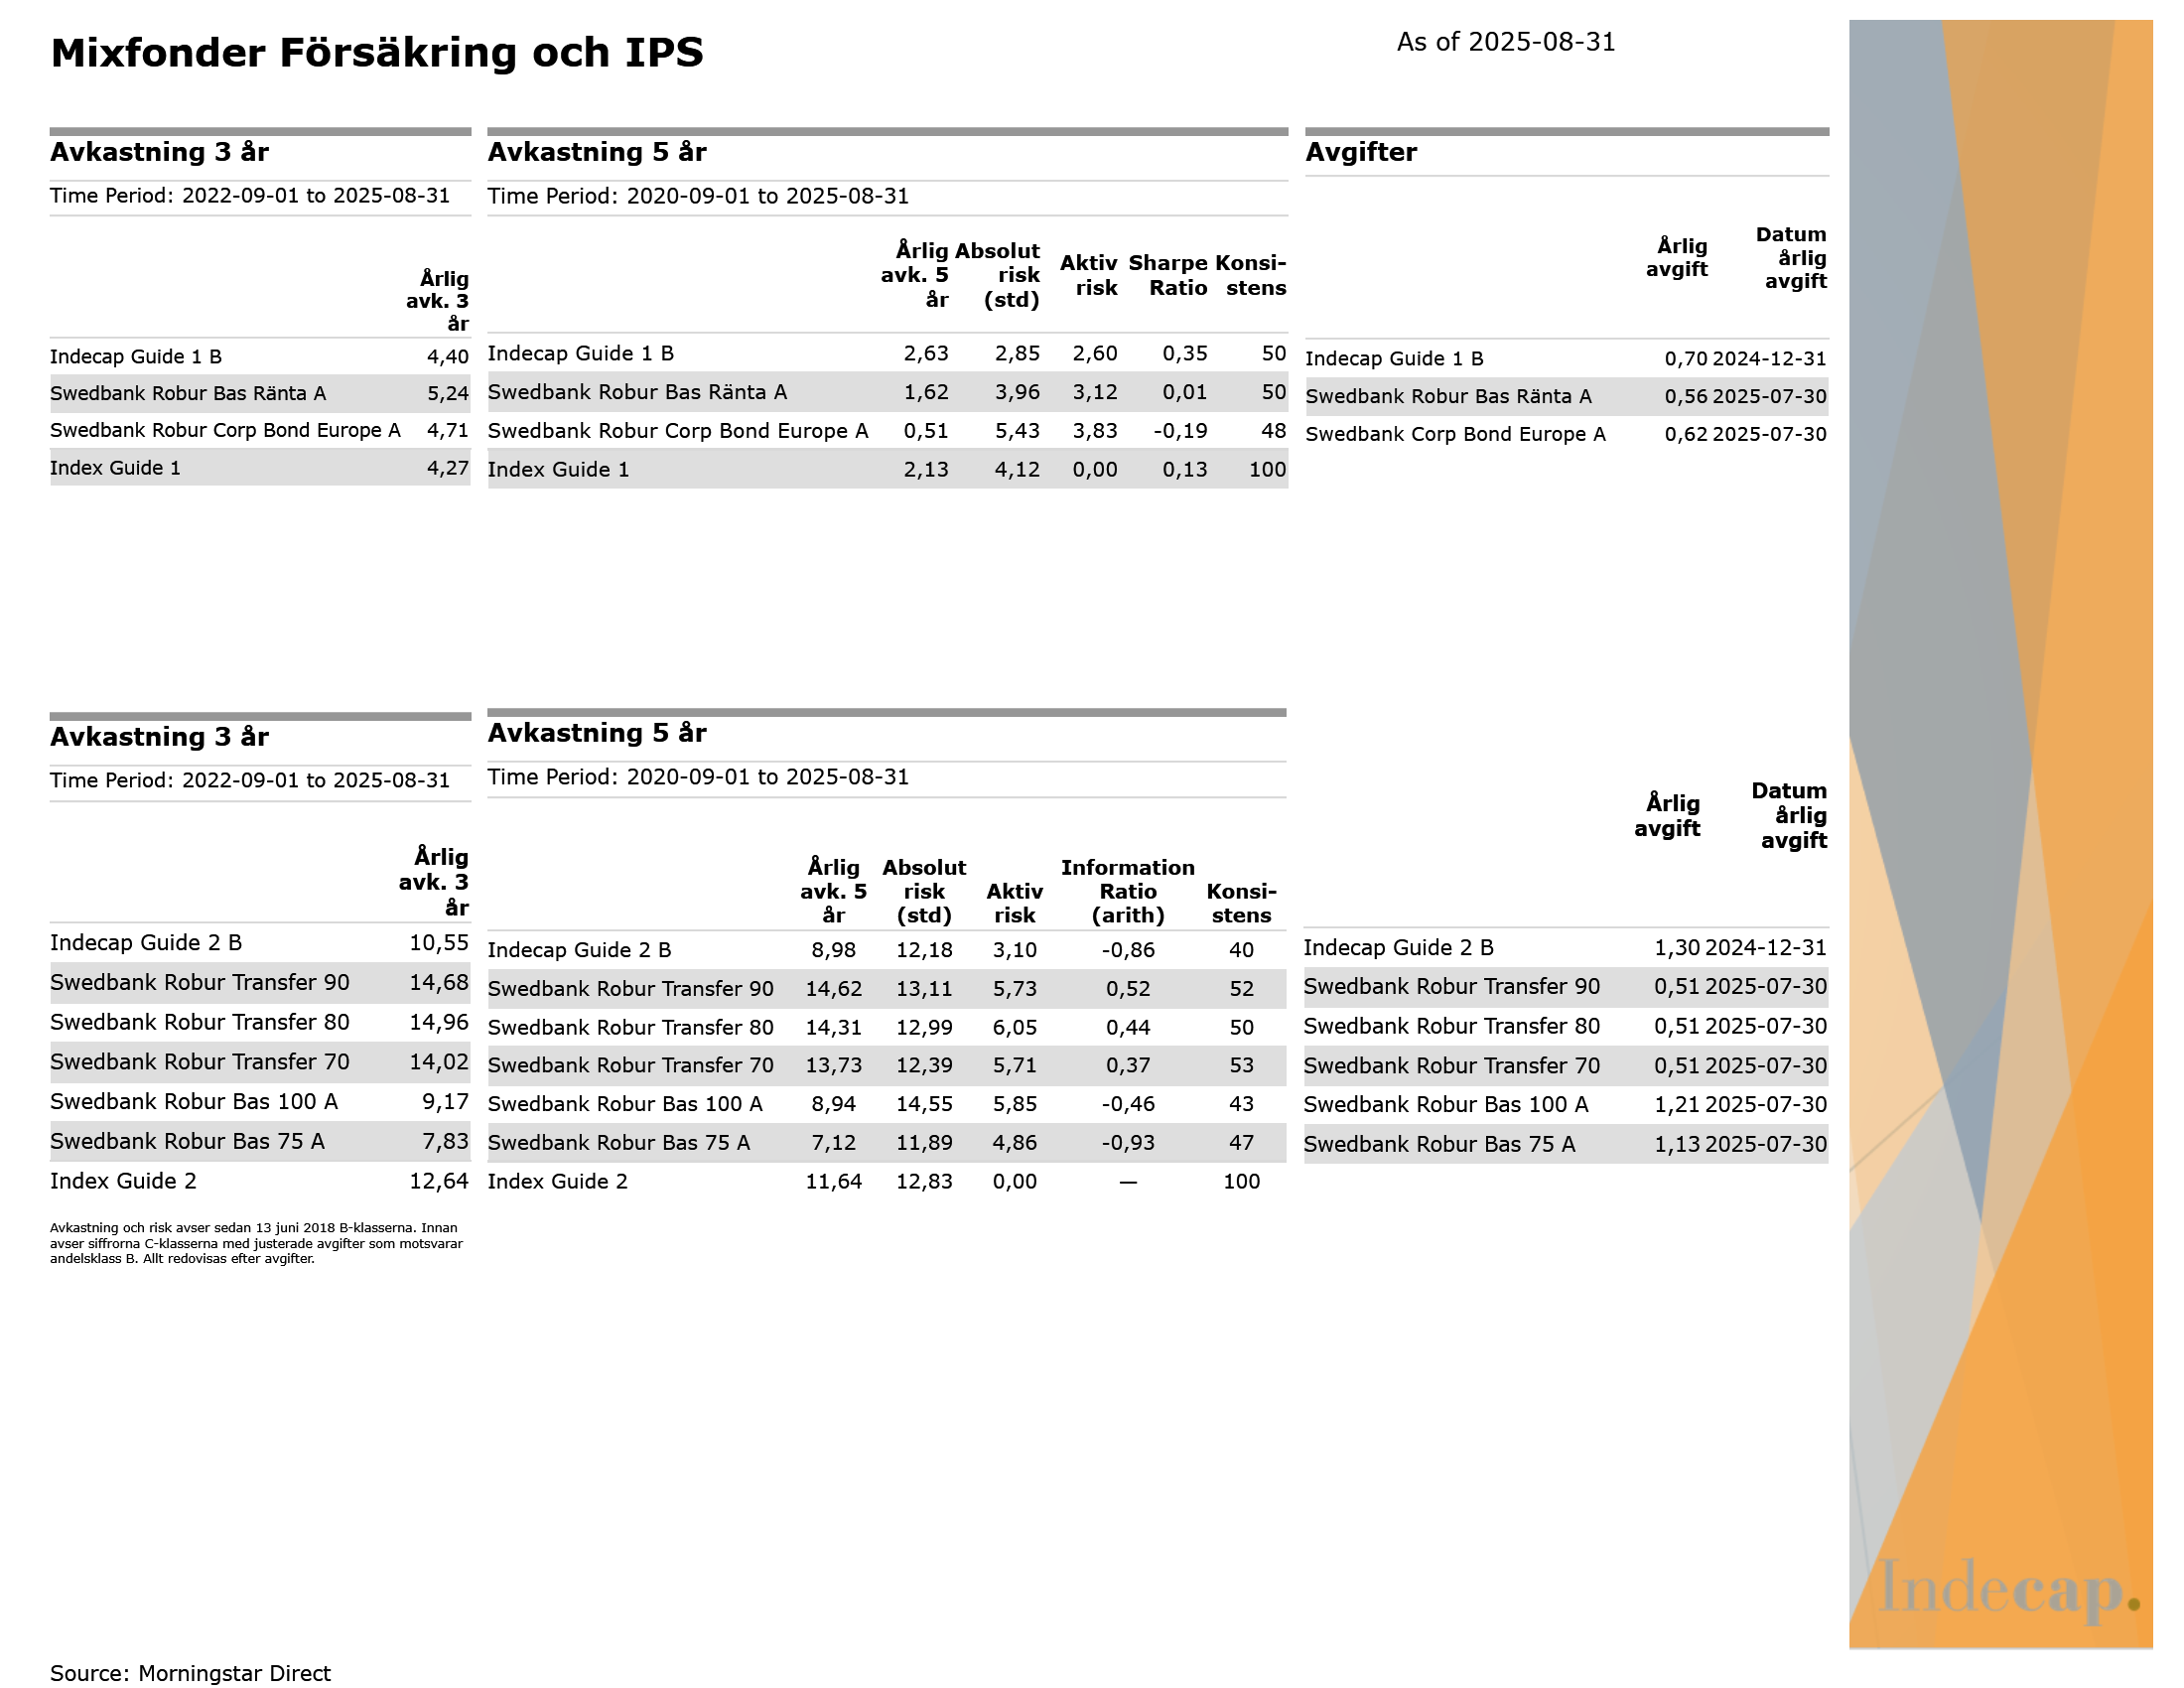 Mixfonder Försäkring och IPS
As of 2025-08-31
Avkastning 3 år
Time Period: 2022-09-01 to 2025-08-31
Årlig
avk. 3
år
Indecap Guide 1 B 4,40
Swedbank Robur Bas Ränta A 5,24
Swedbank Robur Corp Bond Europe A 4,71
Index Guide 1 4,27
Avkastning 5 år
Time Period: 2020-09-01 to 2025-08-31
Årlig Absolut
avk. 5 risk Aktiv Sharpe Konsi-
år (std) risk Ratio stens
Indecap Guide 1 B 2,63 2,85 2,60 0,35 50
Swedbank Robur Bas Ränta A 1,62 3,96 3,12 0,01 50
Swedbank Robur Corp Bond Europe A 0,51 5,43 3,83 -0,19 48
Index Guide 1 2,13 4,12 0,00 0,13 100
Avgifter
Årlig Datum
avgift årlig
avgift
Indecap Guide 1 B 0,70 2024-12-31
Swedbank Robur Bas Ränta A 0,56 2025-07-30
Swedbank Corp Bond Europe A 0,62 2025-07-30
Avkastning 3 år
Time Period: 2022-09-01 to 2025-08-31
Årlig
avk. 3
år
Indecap Guide 2 B 10,55
Swedbank Robur Transfer 90 14,68
Swedbank Robur Transfer 80 14,96
Swedbank Robur Transfer 70 14,02
Swedbank Robur Bas 100 A 9,17
Swedbank Robur Bas 75 A 7,83
Index Guide 2 12,64
Avkastning och risk avser sedan 13 juni 2018 B-klasserna. Innan
avser siffrorna C-klasserna med justerade avgifter som motsvarar
andelsklass B. Allt redovisas efter avgifter.
Avkastning 5 år
Time Period: 2020-09-01 to 2025-08-31
Årlig Absolut Information
avk. 5 risk Aktiv Ratio Konsi-
år (std) risk (arith) stens
Indecap Guide 2 B 8,98 12,18 3,10 -0,86 40
Swedbank Robur Transfer 90 14,62 13,11 5,73 0,52 52
Swedbank Robur Transfer 80 14,31 12,99 6,05 0,44 50
Swedbank Robur Transfer 70 13,73 12,39 5,71 0,37 53
Swedbank Robur Bas 100 A 8,94 14,55 5,85 -0,46 43
Swedbank Robur Bas 75 A 7,12 11,89 4,86 -0,93 47
Index Guide 2 11,64 12,83 0,00 — 100
Årlig Datum
avgift årlig
avgift
Indecap Guide 2 B 1,30 2024-12-31
Swedbank Robur Transfer 90 0,51 2025-07-30
Swedbank Robur Transfer 80 0,51 2025-07-30
Swedbank Robur Transfer 70 0,51 2025-07-30
Swedbank Robur Bas 100 A 1,21 2025-07-30
Swedbank Robur Bas 75 A 1,13 2025-07-30
Indecap.
Source: Morningstar Direct